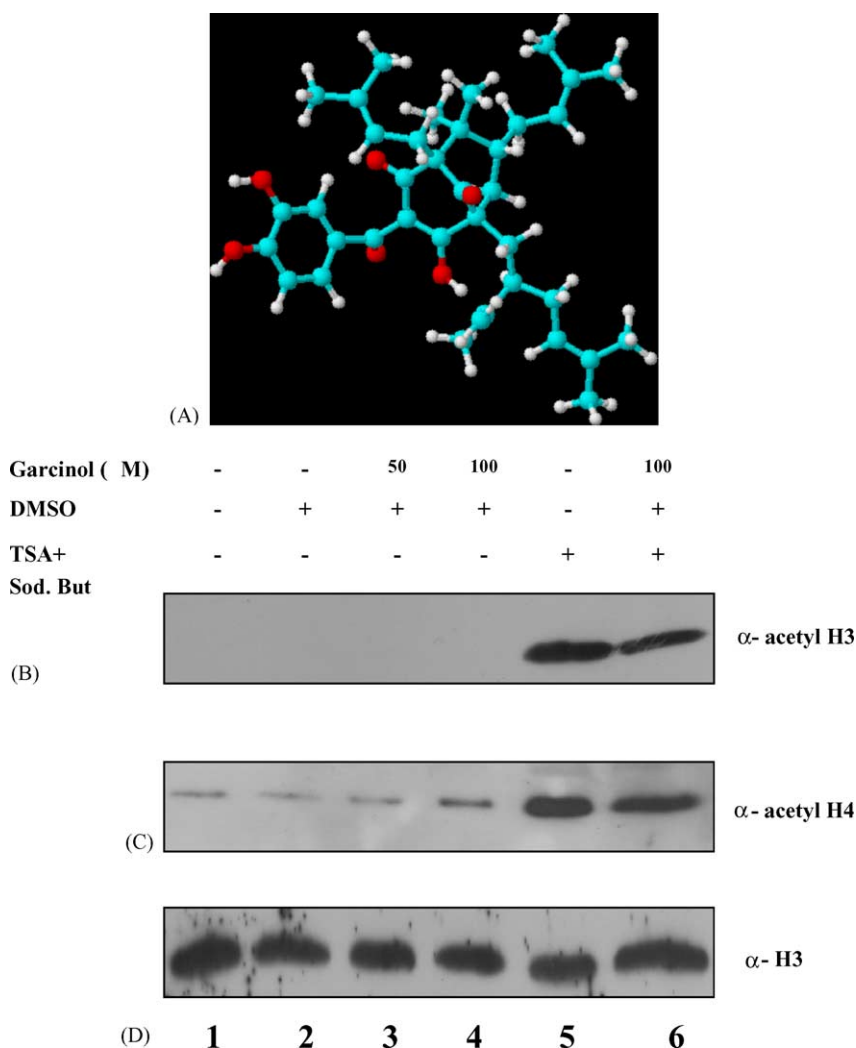 (A)
Garcinol ( M) - - 50 100 - 100
DMSO - + + + - +
TSA+ - - - - + +
Sod. But
α- acetyl H3
(B)
α- acetyl H4
(C)
α- H3
(D) 1 2 3 4 5 6